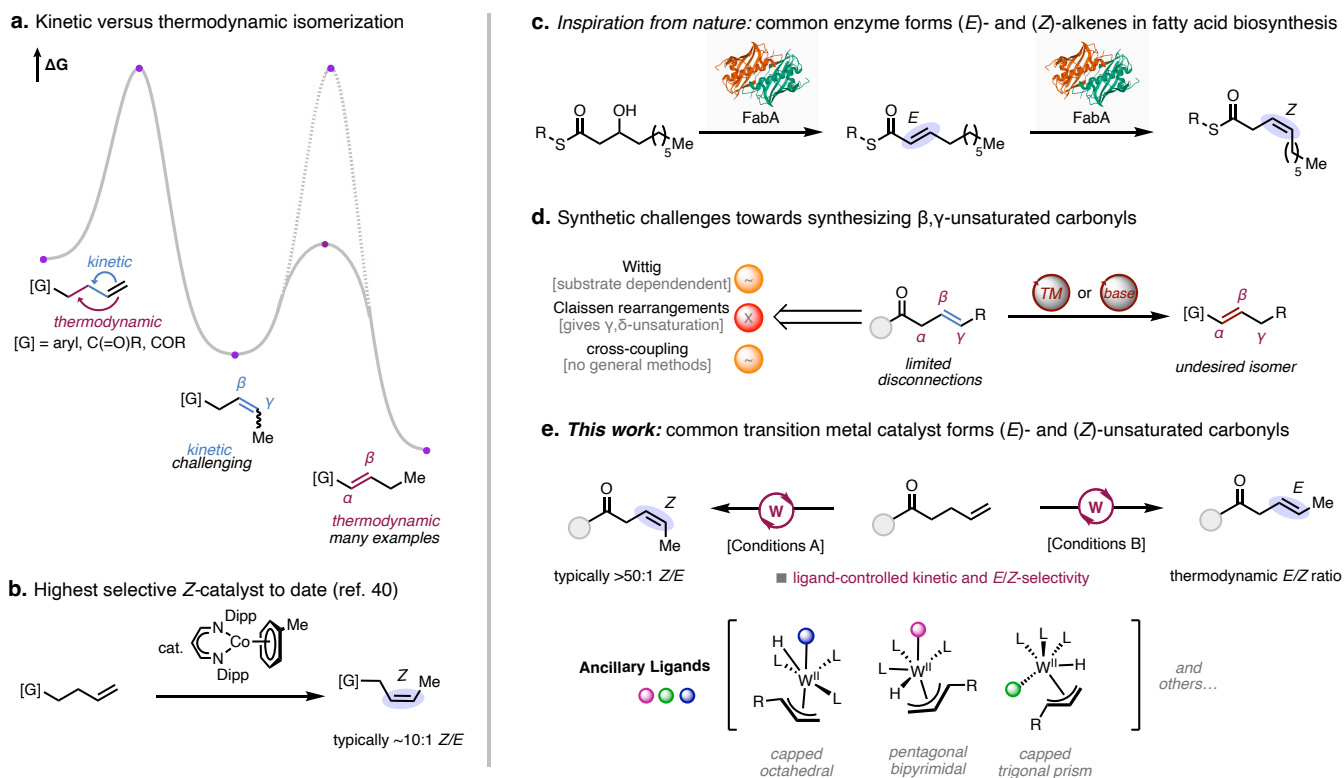 a. Kinetic versus thermodynamic isomerization
ΔG
kinetic
[G]
thermodynamic
[G] = aryl, C(=O)R, COR
β
[G]
γ
Me
kinetic
challenging
β
[G]
Me
α
thermodynamic
many examples
b. Highest selective Z-catalyst to date (ref. 40)
Dipp
Me
N
cat.
Co
N
Dipp
[G]
[G]
Z
Me
typically ~10:1 Z/E
c. Inspiration from nature: common enzyme forms (E)- and (Z)-alkenes in fatty acid biosynthesis
O
OH
R
S
( )5
Me
FabA
O
E
R
S
( )5
Me
FabA
O
Z
R
S
( )5
Me
d. Synthetic challenges towards synthesizing β,γ-unsaturated carbonyls
Wittig
[substrate dependent]
~
Claissen rearrangements
[gives γ,δ-unsaturation]
X
cross-coupling
[no general methods]
~
O
β
R
α
γ
limited
disconnections
TM or base
β
[G]
R
α
γ
undesired isomer
e. This work: common transition metal catalyst forms (E)- and (Z)-unsaturated carbonyls
O
Z
Me
typically >50:1 Z/E
W
[Conditions A]
O
W
[Conditions B]
O
E
Me
thermodynamic E/Z ratio
ligand-controlled kinetic and E/Z-selectivity
Ancillary Ligands
H
L
L
WII
L
R
capped
octahedral
L
L
L
WII
H
R
pentagonal
bipyrimidal
L
L
L
WII
H
R
capped
trigonal prism
and
others...